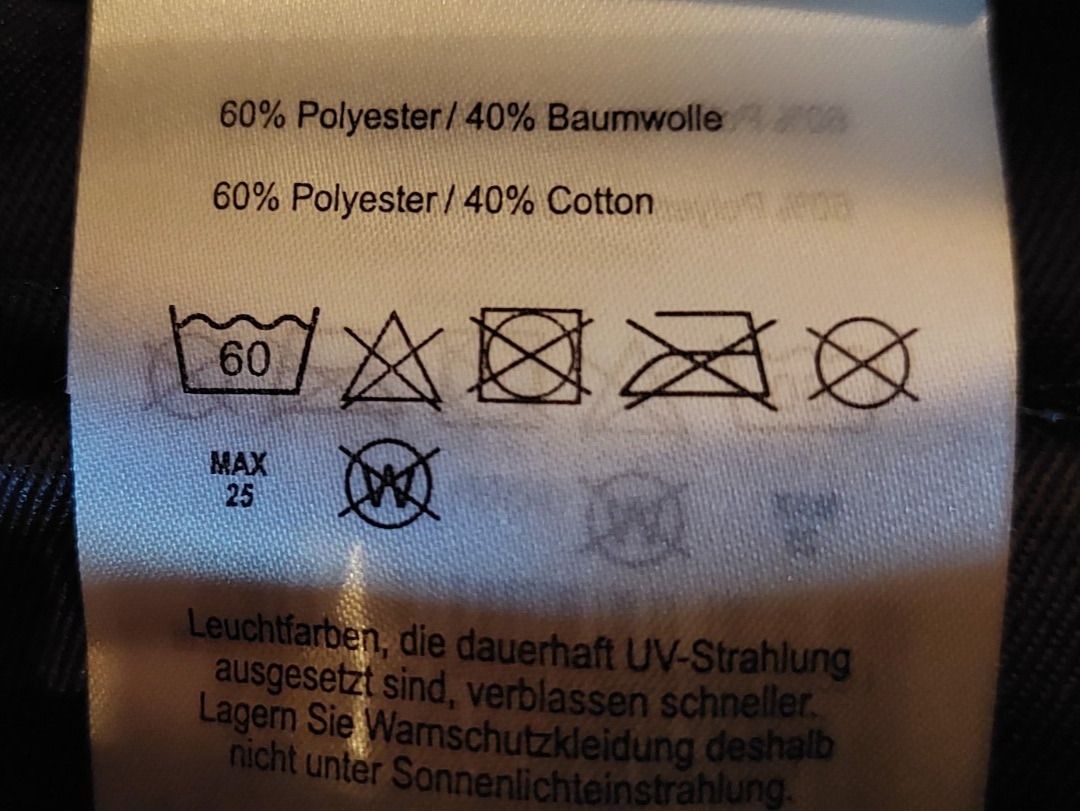 60% Polyester / 40% Baumwolle
60% Polyester / 40% Cotton
60
MAX
25
W
Leuchtfarben, die dauerhaft UV-Strahlung
ausgesetzt sind, verblassen schneller.
Lagern Sie Warnschutzkleidung deshalb
nicht unter Sonnenlichteinstrahlung.